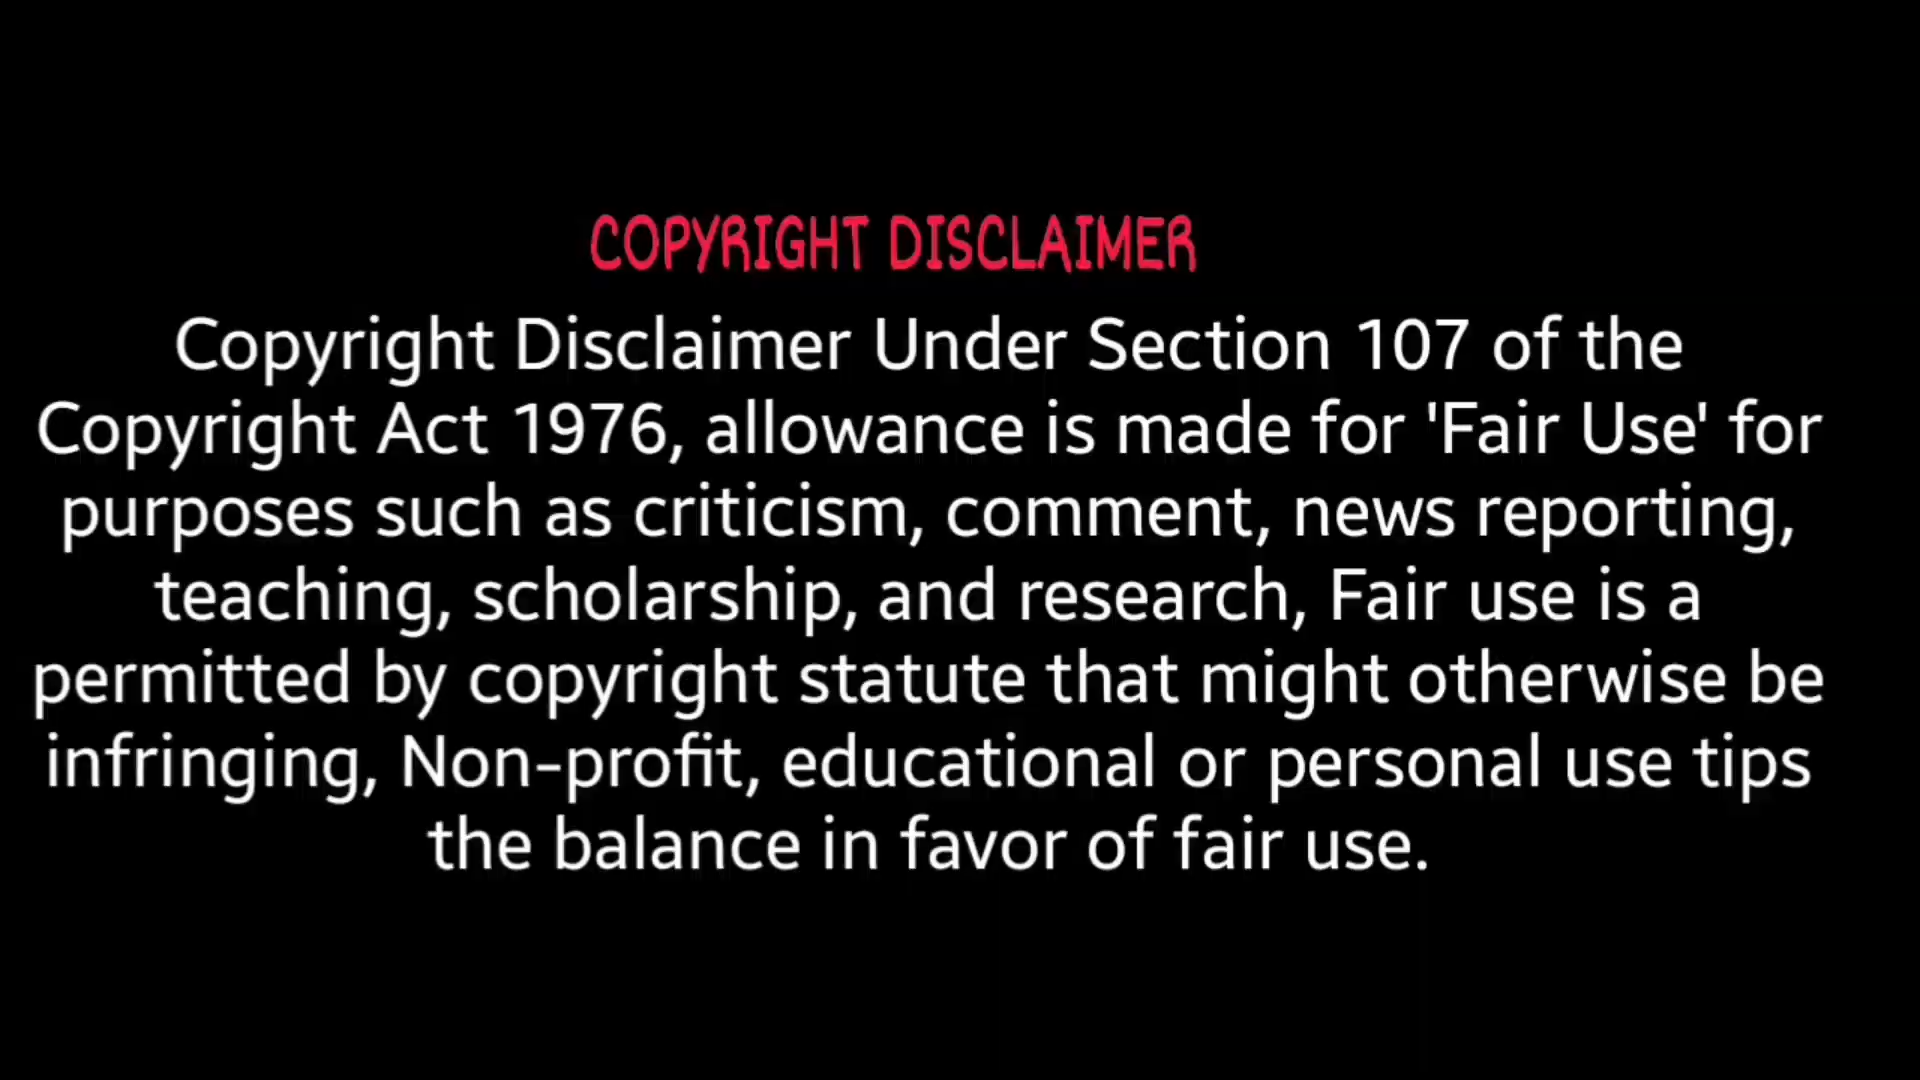 COPYRIGHT DISCLAIMER
Copyright Disclaimer Under Section 107 of the
Copyright Act 1976, allowance is made for 'Fair Use' for
purposes such as criticism, comment, news reporting,
teaching, scholarship, and research, Fair use is a
permitted by copyright statute that might otherwise be
infringing, Non-profit, educational or personal use tips
the balance in favor of fair use.